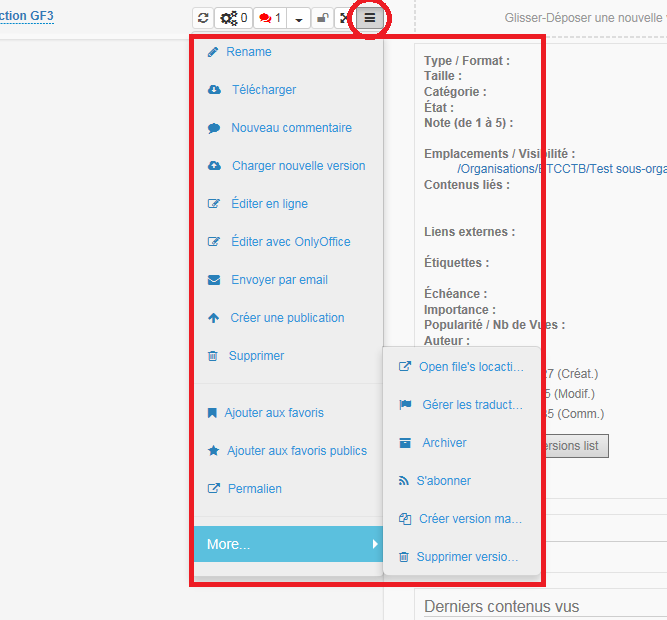 ction GF3
0
1
Glisser-Déposer une nouvelle
Rename
Télécharger
Nouveau commentaire
Charger nouvelle version
Éditer en ligne
Éditer avec OnlyOffice
Envoyer par email
Créer une publication
Supprimer
Ajouter aux favoris
Ajouter aux favoris publics
Permalien
More...
Open file's locacti...
Gérer les traduct...
Archiver
S'abonner
Créer version ma...
Supprimer versio...
Type / Format :
Taille :
Catégorie :
État :
Note (de 1 à 5) :
Emplacements / Visibilité :
/Organisations/ETCCTB/Test sous-orga
Contenus liés :
Liens externes :
Étiquettes :
Échéance :
Importance :
Popularité / Nb de Vues :
Auteur :
27 (Créat.)
5 (Modif.)
35 (Comm.)
ersions list
Derniers contenus vus